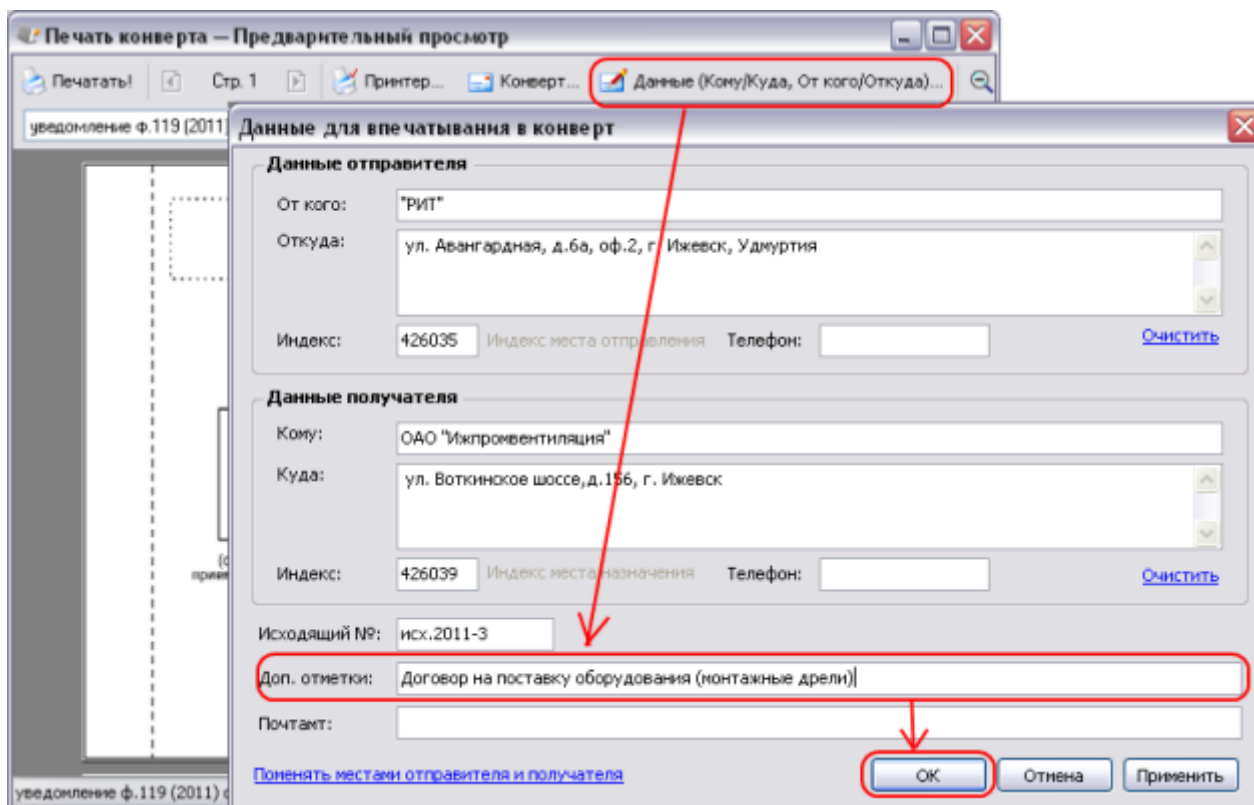 Печать конверта — Предварительный просмотр
Печатать! Стр. 1 Принтер... Конверт... Данные (Кому/Куда, От кого/Откуда)...
уведомление ф.119 (2011)
Данные для впечатывания в конверт
Данные отправителя
От кого: "РИТ"
Откуда: ул. Авангардная, д.6а, оф.2, г. Ижевск, Удмуртия
Индекс: 426035 Индекс места отправления Телефон: Очистить
Данные получателя
Кому: ОАО "Ижпромвентиляция"
Куда: ул. Воткинское шоссе,д.156, г. Ижевск
Индекс: 426039 Индекс места назначения Телефон: Очистить
Исходящий №: исх.2011-3
Доп. отметки: Договор на поставку оборудования (монтажные дрели)
Почтамт:
Поменять местами отправителя и получателя ОК Отмена Применить
уведомление ф.119 (2011)